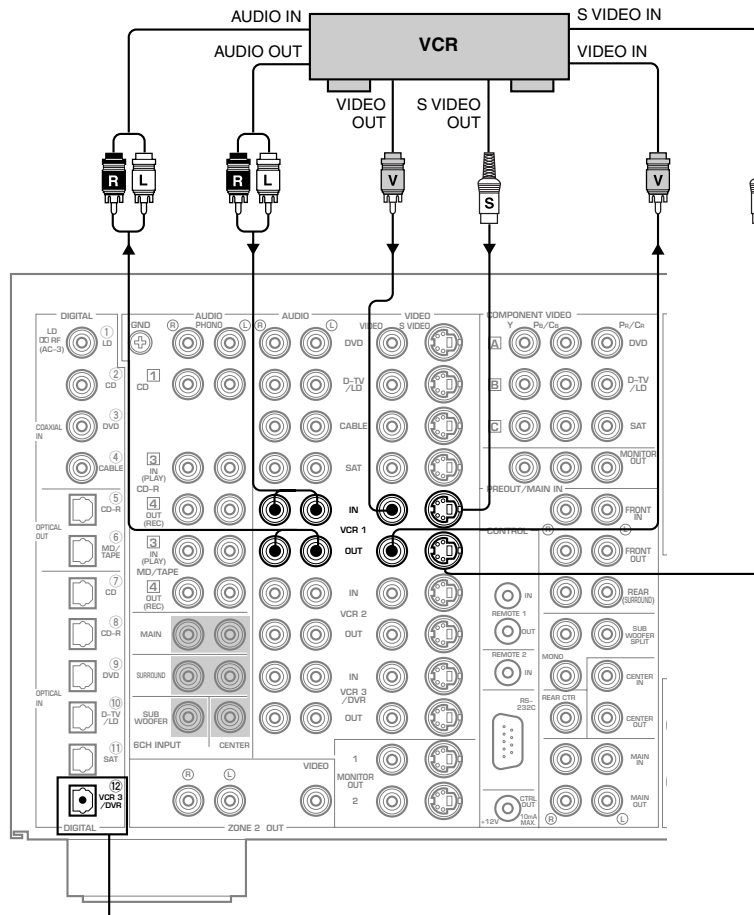 AUDIO IN
S VIDEO IN
VCR
AUDIO OUT
VIDEO IN
VIDEO
OUT
S VIDEO
OUT
R
L
R
L
V
S
V
DIGITAL
LD
RF
(AC-3)
①
LD
②
CD
COAXIAL
IN
③
DVD
④
CABLE
OPTICAL
OUT
⑤
CD-R
⑥
MD/
TAPE
⑦
CD
⑧
CD-R
OPTICAL
IN
⑨
DVD
⑩
D-TV
/LD
⑪
SAT
⑫
VCR 3
/DVR
DIGITAL
GND
AUDIO
PHONO
R
L
1
CD
3
IN
(PLAY)
CD-R
4
OUT
(REC)
3
IN
(PLAY)
MD/TAPE
4
OUT
(REC)
MAIN
SURROUND
SUB
WOOFER
6CH INPUT
CENTER
AUDIO
R
L
VIDEO
VIDEO
S VIDEO
DVD
D-TV
/LD
CABLE
SAT
IN
VCR 1
OUT
IN
VCR 2
OUT
IN
VCR 3
/DVR
OUT
R
L
VIDEO
ZONE 2 OUT
1
MONITOR
OUT
2
COMPONENT VIDEO
Y
PB/CB
PR/CR
A
DVD
B
D-TV
/LD
C
SAT
MONITOR
OUT
PREOUT/MAIN IN
CONTROL
FRONT
IN
R
L
FRONT
OUT
IN
REMOTE 1
OUT
REAR
(SURROUND)
SUB
WOOFER
SPLIT
REMOTE 2
IN
MONO
CENTER
IN
RS-
232C
REAR CTR
CENTER
OUT
MAIN
IN
CTRL
OUT
+12V
10mA
MAX.
MAIN
OUT
R
L